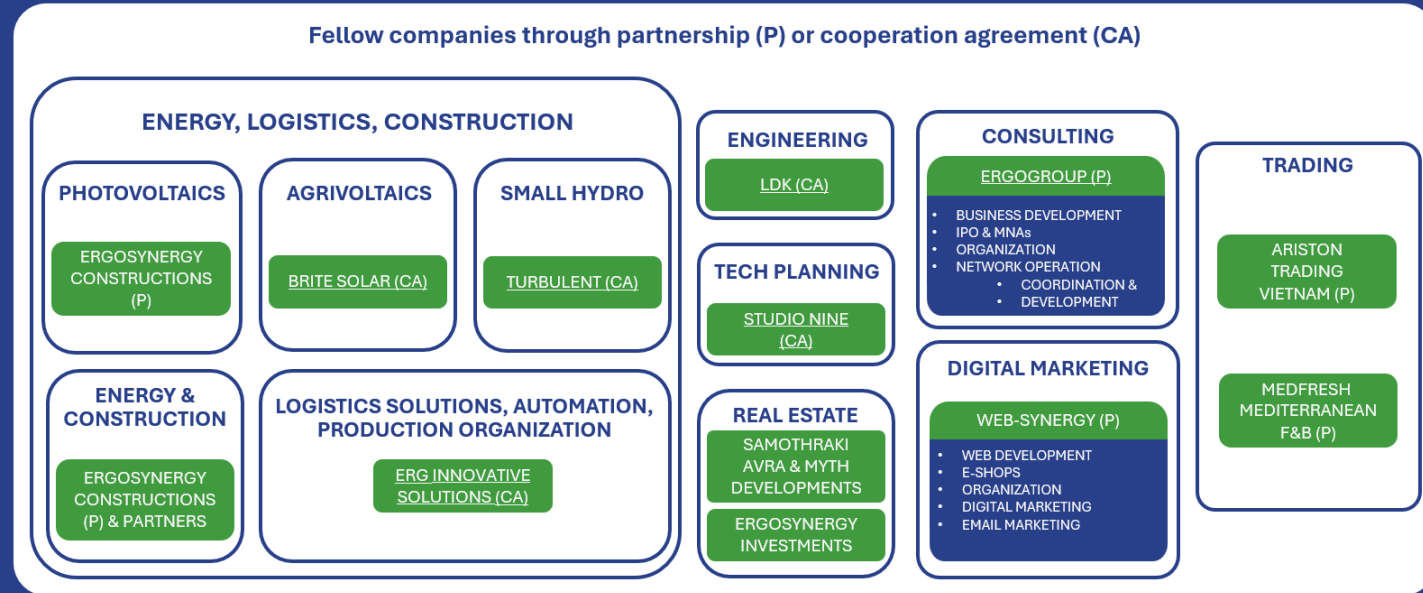 Fellow companies through partnership (P) or cooperation agreement (CA)
ENERGY, LOGISTICS, CONSTRUCTION
PHOTOVOLTAICS
ERGOSYNERGY
CONSTRUCTIONS
(P)
AGRIVOLTAICS
BRITE SOLAR (CA)
SMALL HYDRO
TURBULENT (CA)
ENERGY &
CONSTRUCTION
ERGOSYNERGY
CONSTRUCTIONS
(P) & PARTNERS
LOGISTICS SOLUTIONS, AUTOMATION,
PRODUCTION ORGANIZATION
ERG INNOVATIVE
SOLUTIONS (CA)
ENGINEERING
LDK (CA)
TECH PLANNING
STUDIO NINE
(CA)
REAL ESTATE
SAMOTHRAKI
AVRA & MYTH
DEVELOPMENTS
ERGOSYNERGY
INVESTMENTS
CONSULTING
ERGOGROUP (P)
• BUSINESS DEVELOPMENT
• IPO & MNAs
• ORGANIZATION
• NETWORK OPERATION
• COORDINATION &
• DEVELOPMENT
DIGITAL MARKETING
WEB-SYNERGY (P)
• WEB DEVELOPMENT
• E-SHOPS
• ORGANIZATION
• DIGITAL MARKETING
• EMAIL MARKETING
TRADING
ARISTON
TRADING
VIETNAM (P)
MEDFRESH
MEDITERRANEAN
F&B (P)